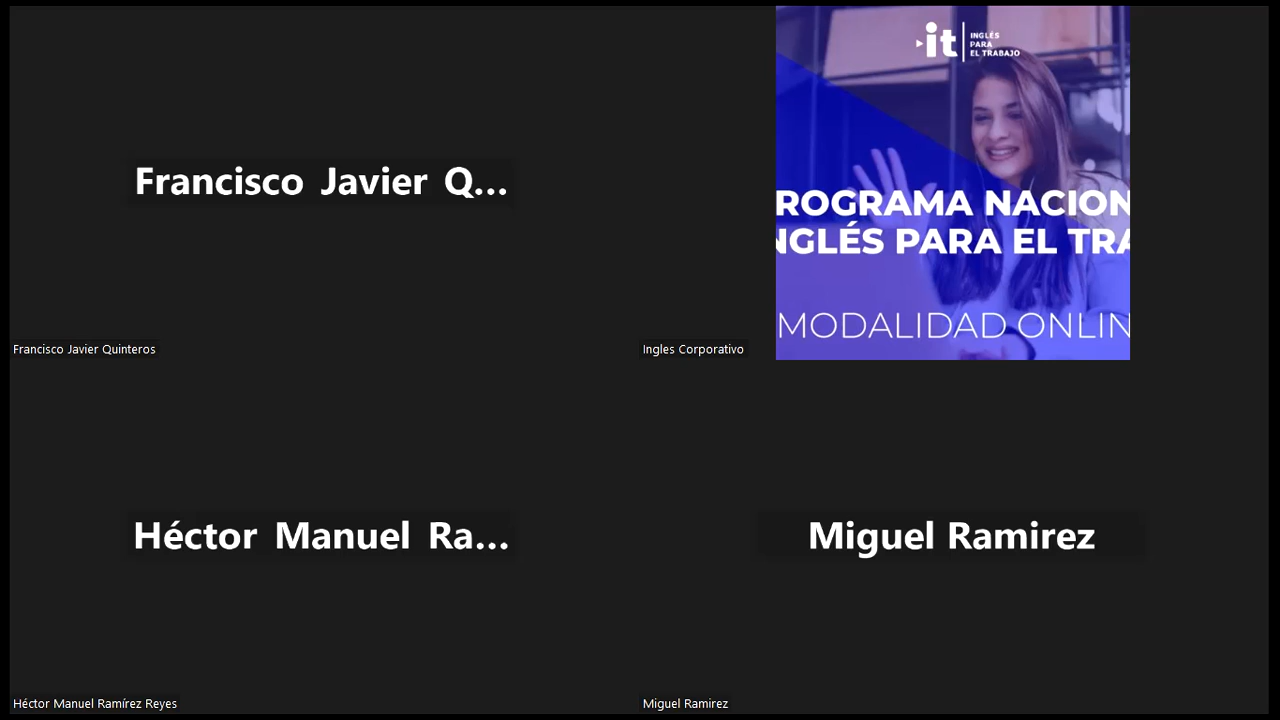 Francisco Javier Q...
Francisco Javier Quinteros
it
INGLÉS
PARA
EL TRABAJO
ROGRAMA NACION
NGLÉS PARA EL TRA
MODALIDAD ONLIN
Ingles Corporativo
Héctor Manuel Ra...
Héctor Manuel Ramírez Reyes
Miguel Ramirez
Miguel Ramirez